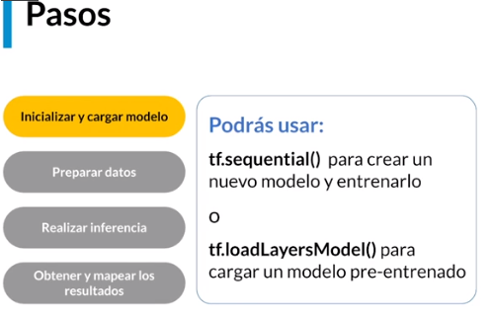 Pasos
Inicializar y cargar modelo
Preparar datos
Realizar inferencia
Obtener y mapear los
resultados
Podrás usar:
tf.sequential() para crear un
nuevo modelo y entrenarlo
O
tf.loadLayersModel() para
cargar un modelo pre-entrenado